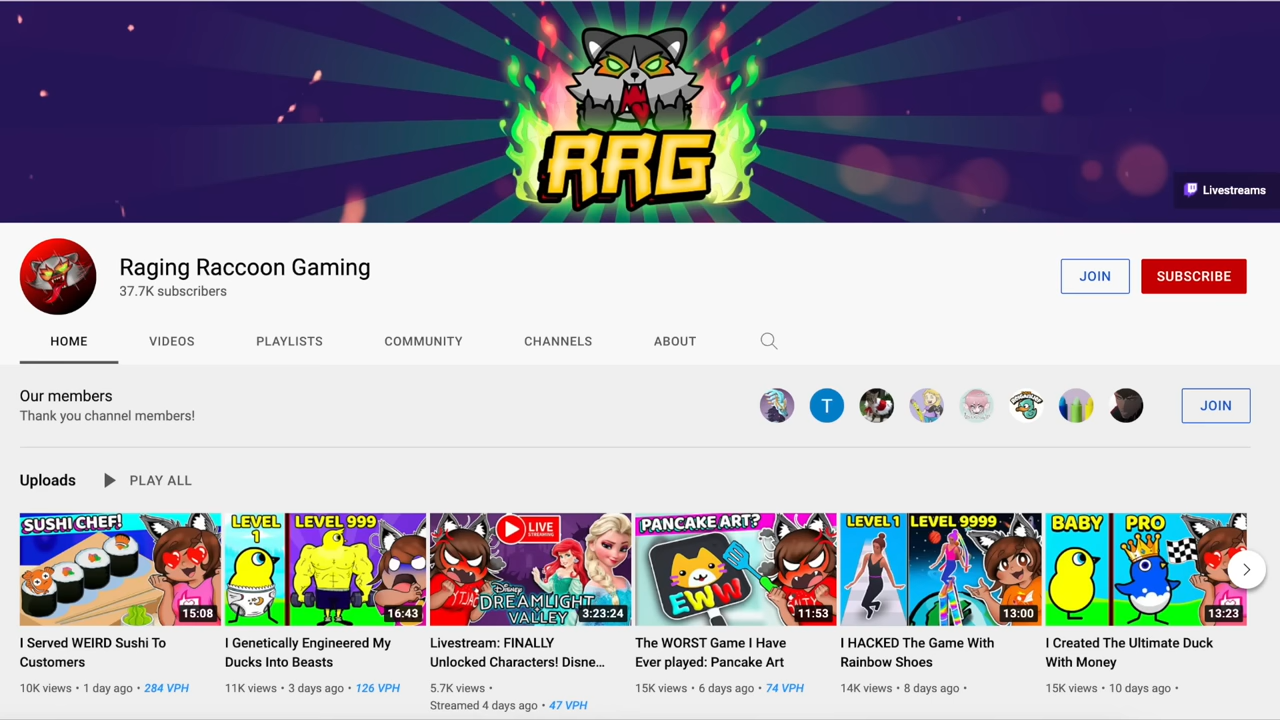 RRG
Livestreams
Raging Raccoon Gaming
37.7K subscribers
JOIN
SUBSCRIBE
HOME
VIDEOS
PLAYLISTS
COMMUNITY
CHANNELS
ABOUT
Our members
Thank you channel members!
T
JOIN
Uploads
PLAY ALL
SUSHI CHEF!
15:08
I Served WEIRD Sushi To
Customers
10K views • 1 day ago • 284 VPH
LEVEL
1
LEVEL 999
16:43
I Genetically Engineered My
Ducks Into Beasts
11K views • 3 days ago • 126 VPH
LIVE
STREAMING
Disney
DREAMLIGHT
VALLEY
3:23:24
Livestream: FINALLY
Unlocked Characters! Disne...
5.7K views •
Streamed 4 days ago • 47 VPH
PANCAKE ART?
EWW
11:53
The WORST Game I Have
Ever played: Pancake Art
15K views • 6 days ago • 74 VPH
LEVEL 1
LEVEL 9999
13:00
I HACKED The Game With
Rainbow Shoes
14K views • 8 days ago •
BABY
PRO
13:23
I Created The Ultimate Duck
With Money
15K views • 10 days ago •